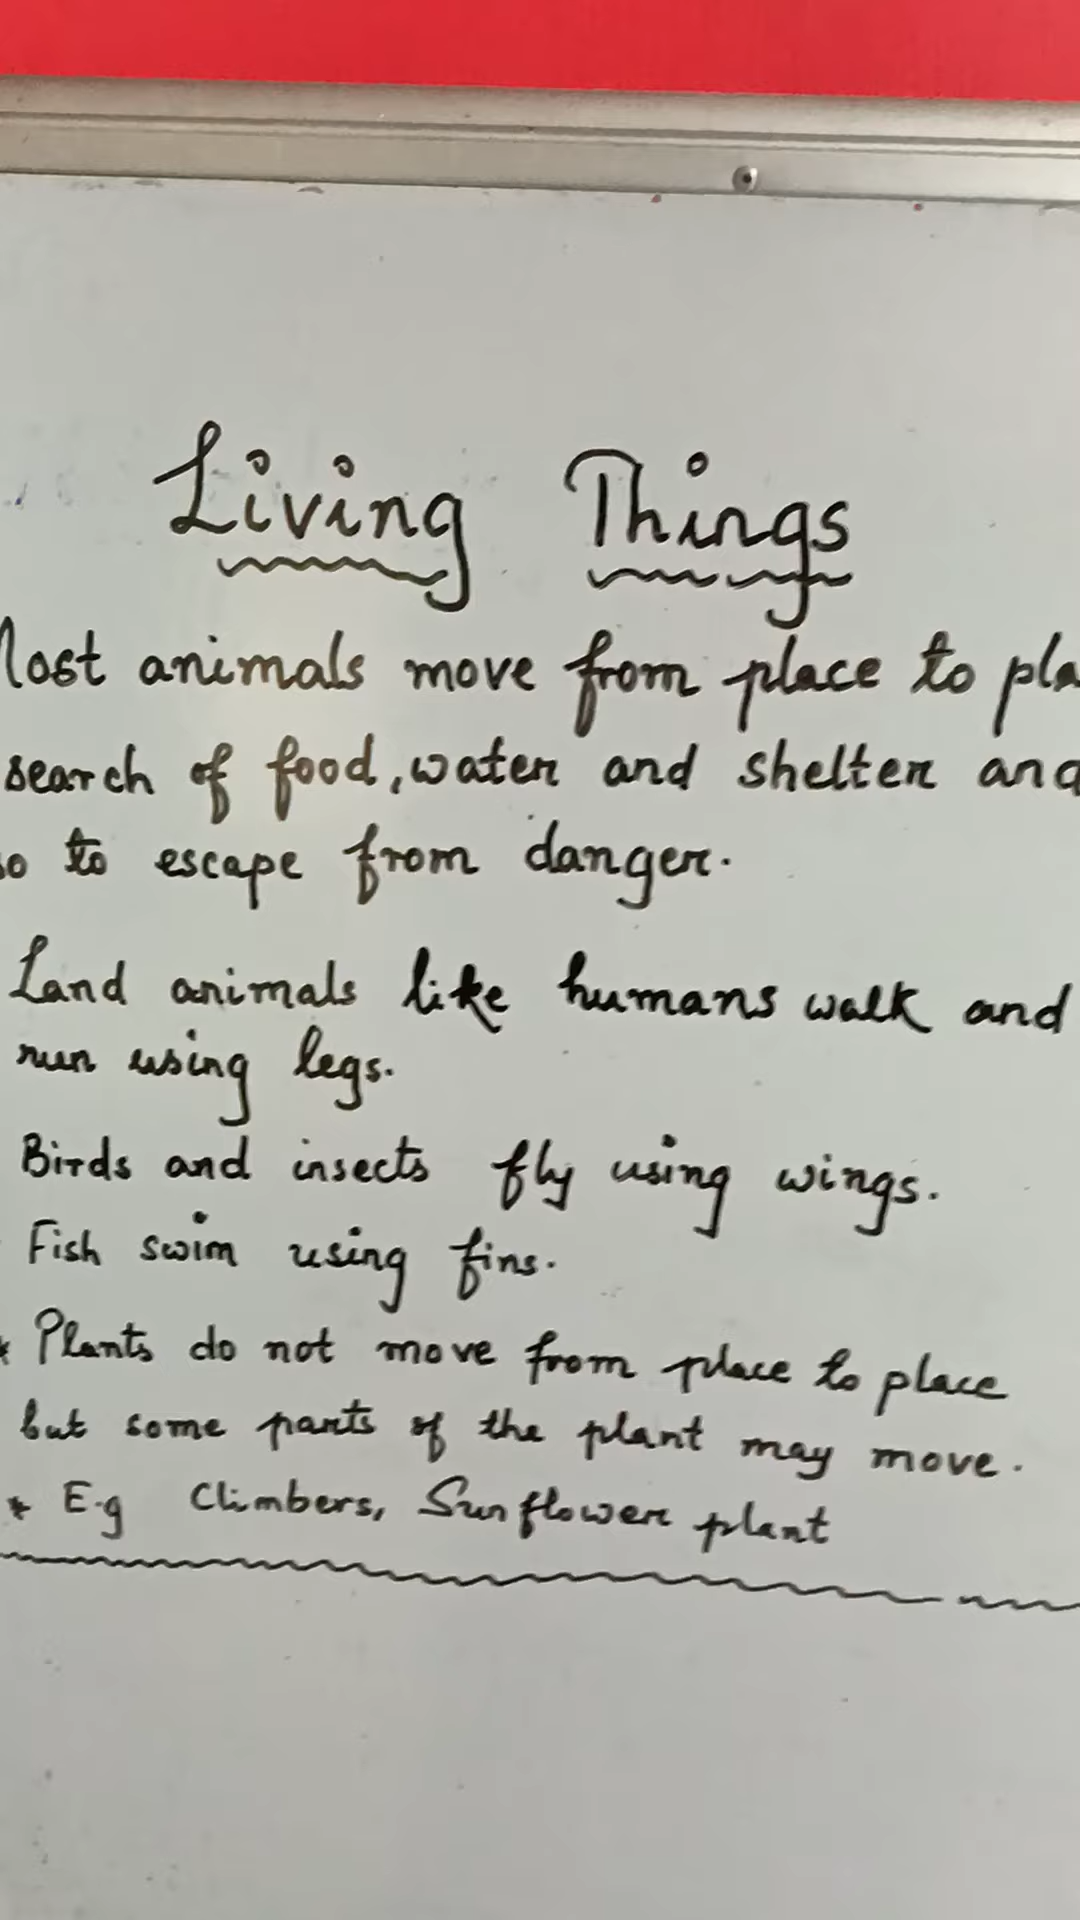 Living Things
Most animals move from place to pla
search of food, water and shelter and
so to escape from danger.
Land animals like humans walk and
run using legs.
Birds and insects fly using wings.
Fish swim using fins.
* Plants do not move from place to place
but some parts of the plant may move.
* E.g Climbers, Sunflower plant